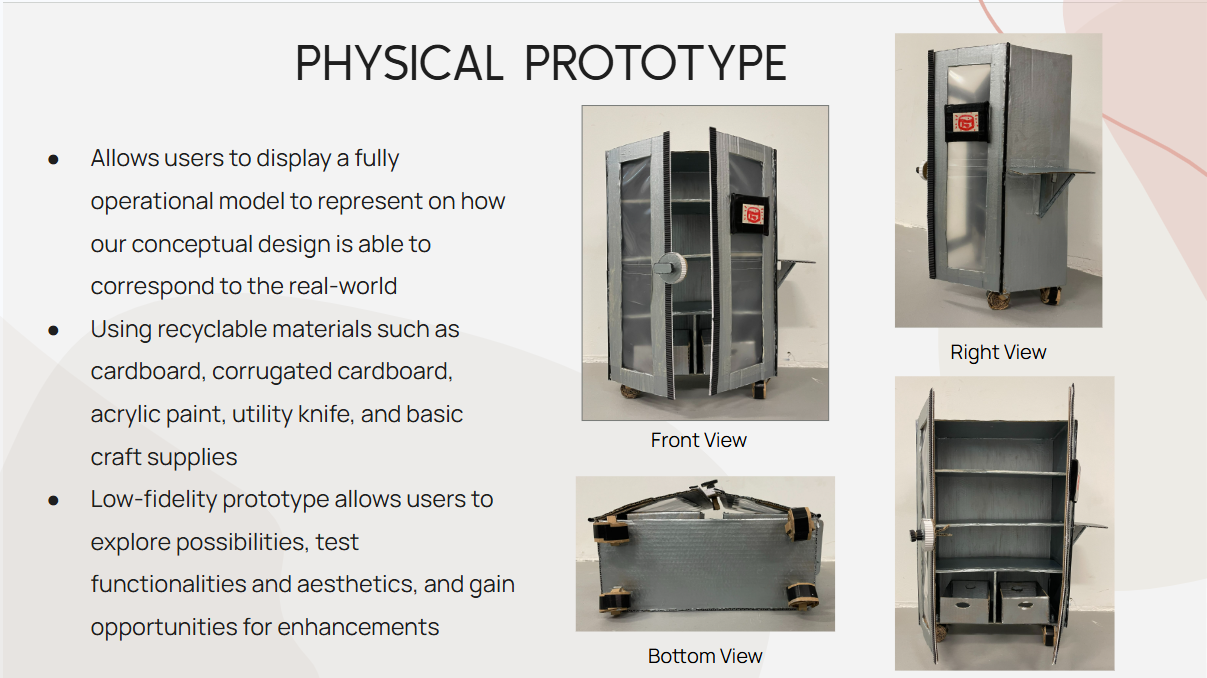 PHYSICAL PROTOTYPE
● Allows users to display a fully
operational model to represent on how
our conceptual design is able to
correspond to the real-world
● Using recyclable materials such as
cardboard, corrugated cardboard,
acrylic paint, utility knife, and basic
craft supplies
● Low-fidelity prototype allows users to
explore possibilities, test
functionalities and aesthetics, and gain
opportunities for enhancements
Front View
Bottom View
Right View